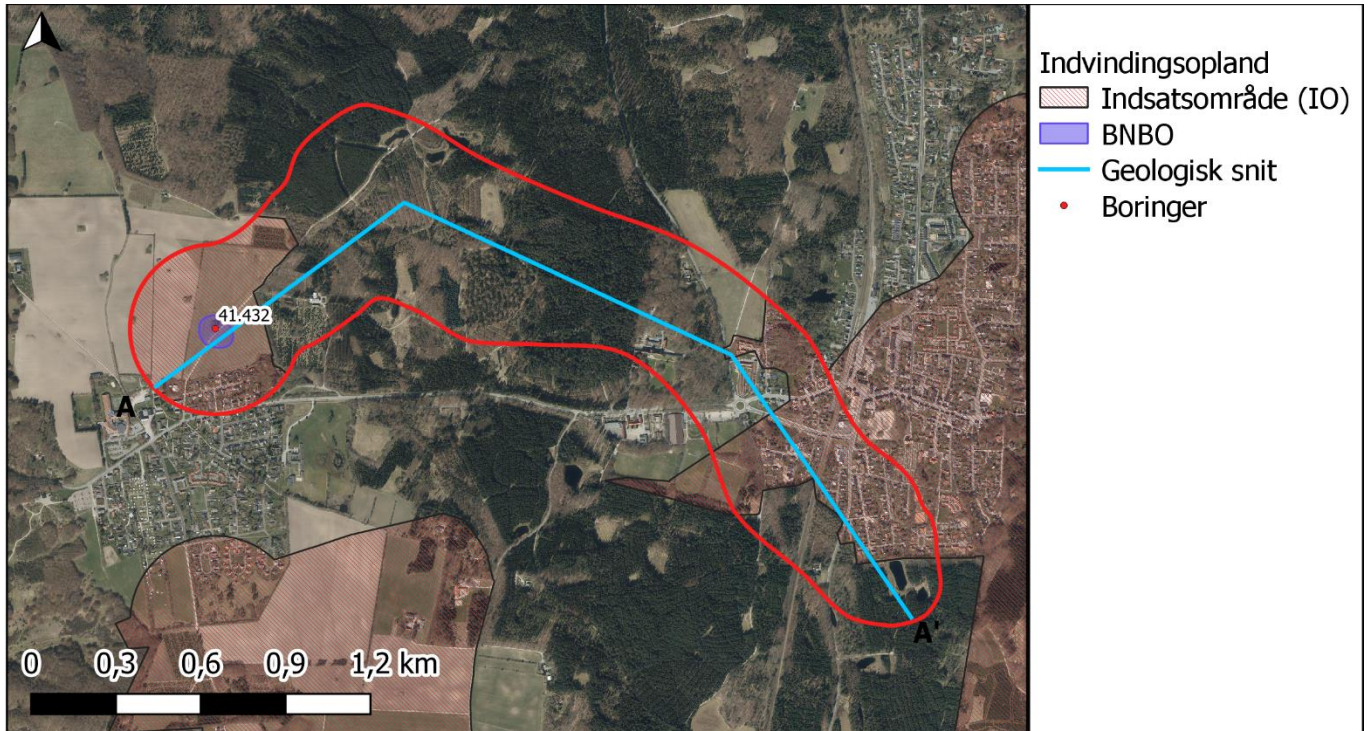 Indvindingsopland
Indsatsområde (IO)
BNBO
Geologisk snit
Boringer
41.432
A
A'
0 0,3 0,6 0,9 1,2 km